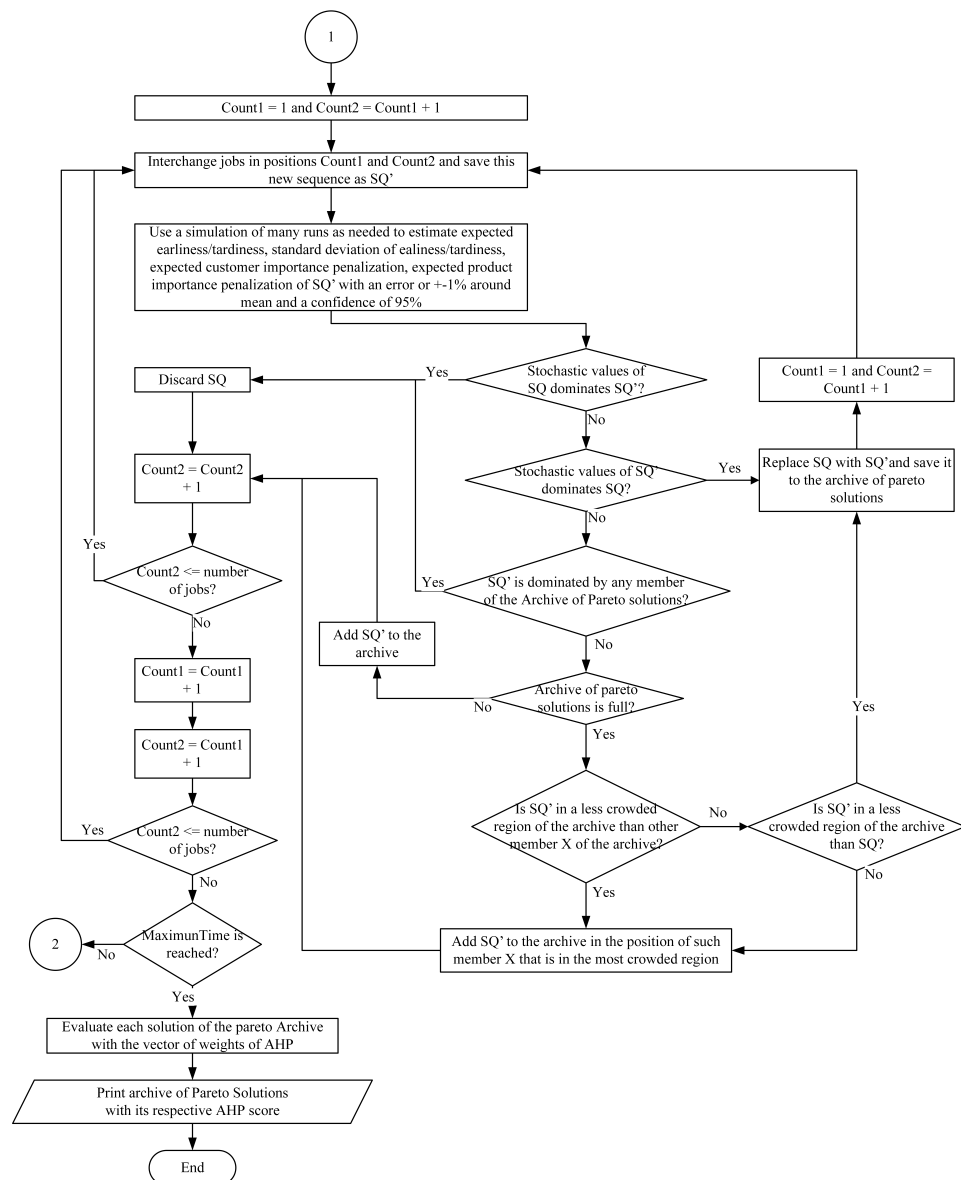 1
Count1 = 1 and Count2 = Count1 + 1
Interchange jobs in positions Count1 and Count2 and save this
new sequence as SQ’
Use a simulation of many runs as needed to estimate expected
earliness/tardiness, standard deviation of ealiness/tardiness,
expected customer importance penalization, expected product
importance penalization of SQ’ with an error or +-1% around
mean and a confidence of 95%
Stochastic values of
SQ dominates SQ’?
Yes
No
Discard SQ
Count1 = 1 and Count2 =
Count1 + 1
Stochastic values of SQ’
dominates SQ?
Yes
No
Replace SQ with SQ’and save it
to the archive of pareto
solutions
Count2 = Count2
+ 1
Yes
Count2 <= number
of jobs?
No
SQ’ is dominated by any member
of the Archive of Pareto solutions?
Yes
No
Add SQ’ to the
archive
Archive of pareto
solutions is full?
No
Yes
Count1 = Count1
+ 1
Count2 = Count1
+ 1
Count2 <= number
of jobs?
Yes
No
Is SQ’ in a less crowded
region of the archive than other
member X of the archive?
No
Yes
Is SQ’ in a less
crowded region of the archive
than SQ?
Yes
No
Add SQ’ to the archive in the position of such
member X that is in the most crowded region
MaximunTime is
reached?
No
2
Yes
Evaluate each solution of the pareto Archive
with the vector of weights of AHP
Print archive of Pareto Solutions
with its respective AHP score
End